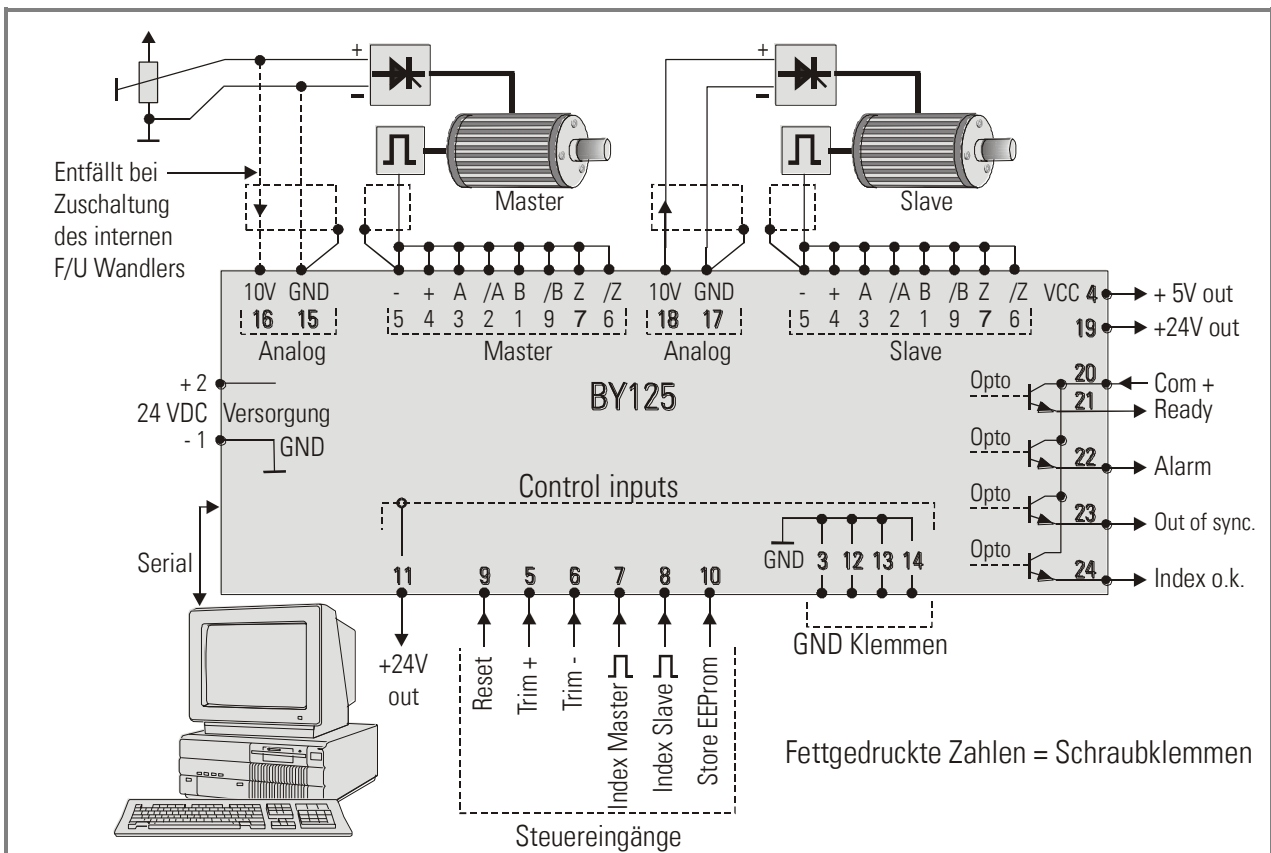 +
-
+
-
Entfällt bei
Zuschaltung
des internen
F/U Wandlers
Master
Slave
10V GND
16 15
Analog
- + A /A B /B Z /Z
5 4 3 2 1 9 7 6
Master
10V GND
18 17
Analog
- + A /A B /B Z /Z
5 4 3 2 1 9 7 6
Slave
VCC 4
+ 5V out
19
+24V out
+ 2
24 VDC Versorgung
- 1
GND
BY125
Opto
20
Com +
21
Ready
Opto
22
Alarm
Opto
23
Out of sync.
Opto
24
Index o.k.
Control inputs
GND 3 12 13 14
GND Klemmen
Serial
11
9 5 6 7 8 10
+24V
out
Reset
Trim +
Trim -
Index Master
Index Slave
Store EEProm
Steuereingänge
Fettgedruckte Zahlen = Schraubklemmen